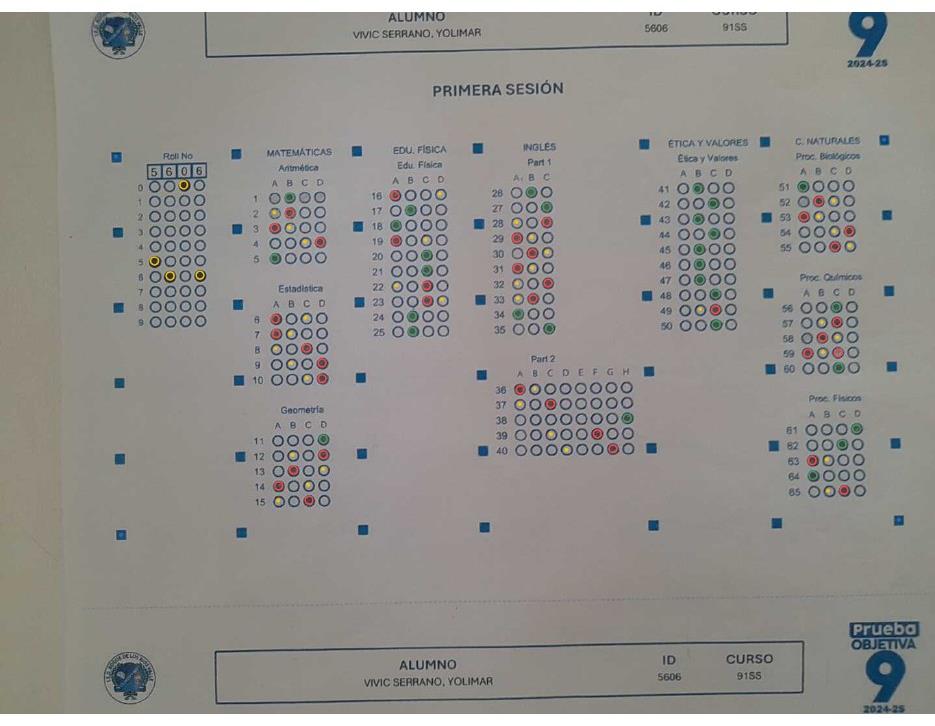 ALUMNO ID CURSO
VIVIC SERRANO, YOLIMAR 5606 91SS
9
2024-25
PRIMERA SESIÓN
Roll No
5 6 0 6
0
1
2
3
4
5
6
7
8
9
MATEMÁTICAS
Aritmética
A B C D
1
2
3
4
5
Estadística
A B C D
6
7
8
9
10
Geometría
A B C D
11
12
13
14
15
EDU. FÍSICA
Edu. Física
A B C D
16
17
18
19
20
21
22
23
24
25
INGLÉS
Part 1
A B C
26
27
28
29
30
31
32
33
34
35
Part 2
A B C D E F G H
36
37
38
39
40
ÉTICA Y VALORES
Ética y Valores
A B C D
41
42
43
44
45
46
47
48
49
50
C. NATURALES
Proc. Biológicos
A B C D
51
52
53
54
55
Proc. Químicos
A B C D
56
57
58
59
60
Proc. Físicos
A B C D
61
62
63
64
65
Prueba
OBJETIVA
9
2024-25
ALUMNO ID CURSO
VIVIC SERRANO, YOLIMAR 5606 91SS